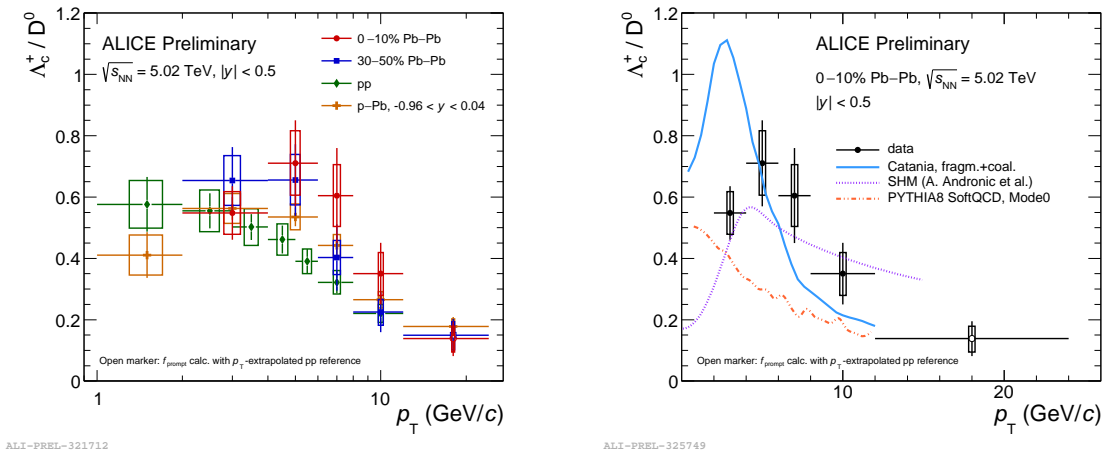 Λc+ / D0
1.2
1
0.8
0.6
0.4
0.2
0
ALICE Preliminary
√sNN = 5.02 TeV, |y| < 0.5
0−10% Pb−Pb
30−50% Pb−Pb
pp
p−Pb, -0.96 < y < 0.04
Open marker: fprompt calc. with pT-extrapolated pp reference
1
10
pT (GeV/c)
ALI-PREL-321712
Λc+ / D0
1.2
1
0.8
0.6
0.4
0.2
0
ALICE Preliminary
0−10% Pb−Pb, √sNN = 5.02 TeV
|y| < 0.5
data
Catania, fragm.+coal.
SHM (A. Andronic et al.)
PYTHIA8 SoftQCD, Mode0
Open marker: fprompt calc. with pT-extrapolated pp reference
10
20
pT (GeV/c)
ALI-PREL-325749